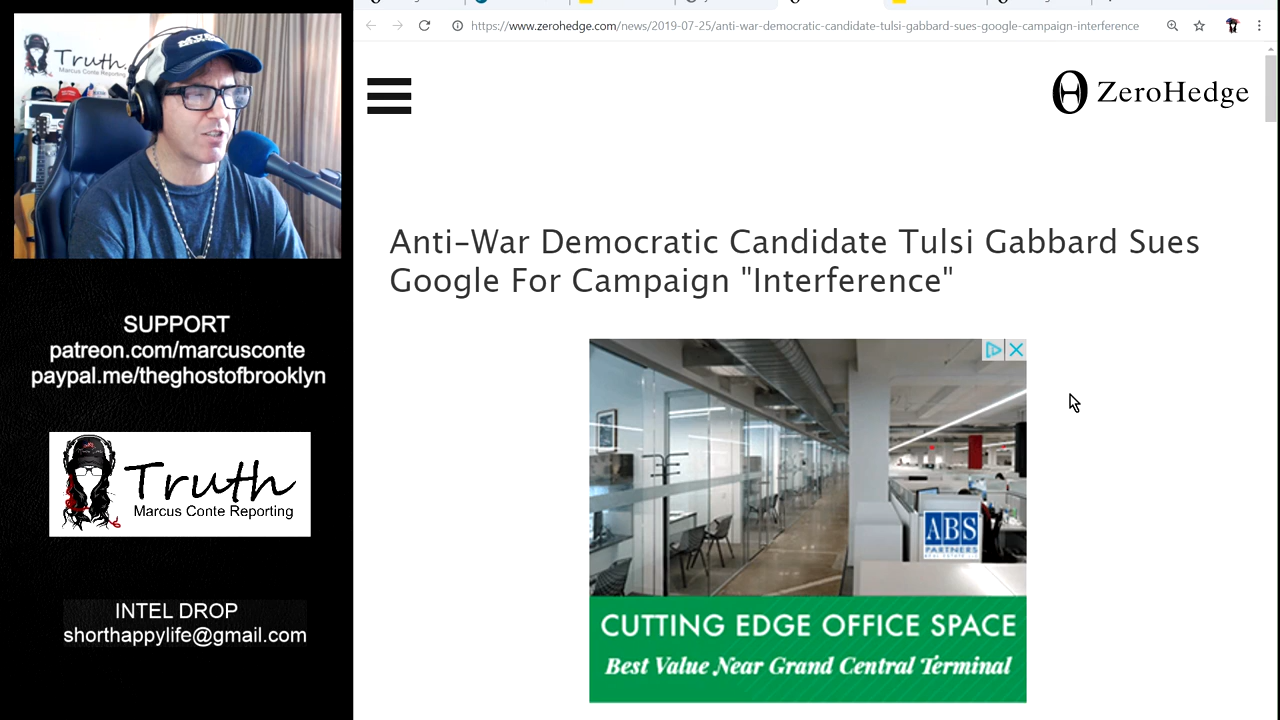 https://www.zerohedge.com/news/2019-07-25/anti-war-democratic-candidate-tulsi-gabbard-sues-google-campaign-interference
ZeroHedge
Anti-War Democratic Candidate Tulsi Gabbard Sues
Google For Campaign "Interference"
ABS
PARTNERS
CUTTING EDGE OFFICE SPACE
Best Value Near Grand Central Terminal
Truth
Marcus Conte Reporting
SUPPORT
patreon.com/marcusconte
paypal.me/theghostofbrooklyn
Truth
Marcus Conte Reporting
INTEL DROP
shorthappylife@gmail.com